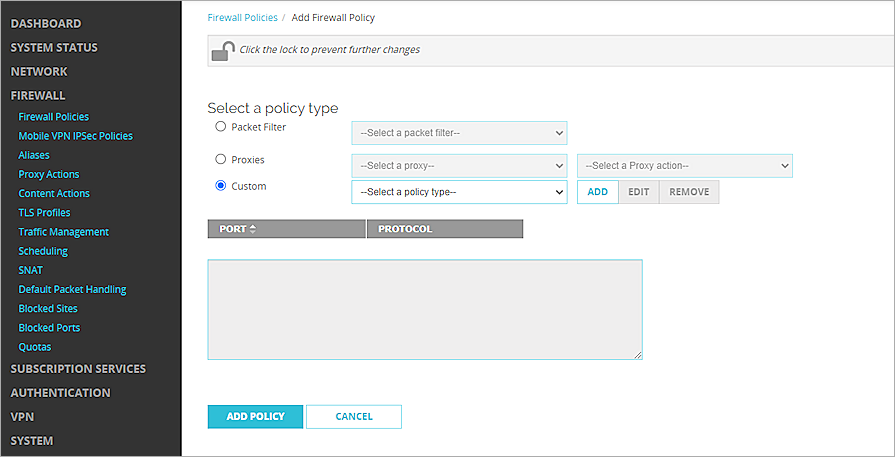 DASHBOARD
SYSTEM STATUS
NETWORK
FIREWALL
Firewall Policies
Mobile VPN IPSec Policies
Aliases
Proxy Actions
Content Actions
TLS Profiles
Traffic Management
Scheduling
SNAT
Default Packet Handling
Blocked Sites
Blocked Ports
Quotas
SUBSCRIPTION SERVICES
AUTHENTICATION
VPN
SYSTEM
Firewall Policies / Add Firewall Policy
Click the lock to prevent further changes
Select a policy type
Packet Filter --Select a packet filter--
Proxies --Select a proxy-- --Select a Proxy action--
Custom --Select a policy type-- ADD EDIT REMOVE
PORT PROTOCOL
ADD POLICY CANCEL